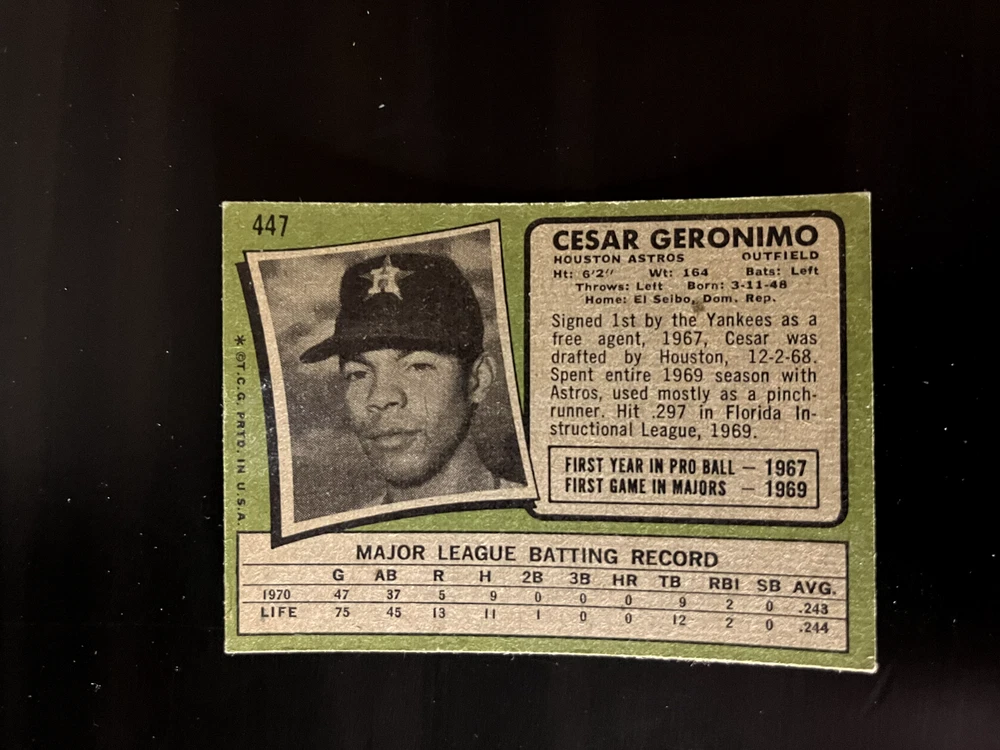 447
CESAR GERONIMO
HOUSTON ASTROS OUTFIELD
Ht: 6'2" Wt: 164 Bats: Left
Throws: Left Born: 3-11-48
Home: El Seibo, Dom. Rep.
Signed 1st by the Yankees as a
free agent, 1967, Cesar was
drafted by Houston, 12-2-68.
Spent entire 1969 season with
Astros, used mostly as a pinch-
runner. Hit .297 in Florida In-
structional League, 1969.
FIRST YEAR IN PRO BALL — 1967
FIRST GAME IN MAJORS — 1969
* ©T.C.G. PRTD. IN U.S.A.
MAJOR LEAGUE BATTING RECORD
G AB R H 2B 3B HR TB RBI SB AVG.
1970 47 37 5 9 0 0 0 9 2 0 .243
LIFE 75 45 13 11 1 0 0 12 2 0 .244